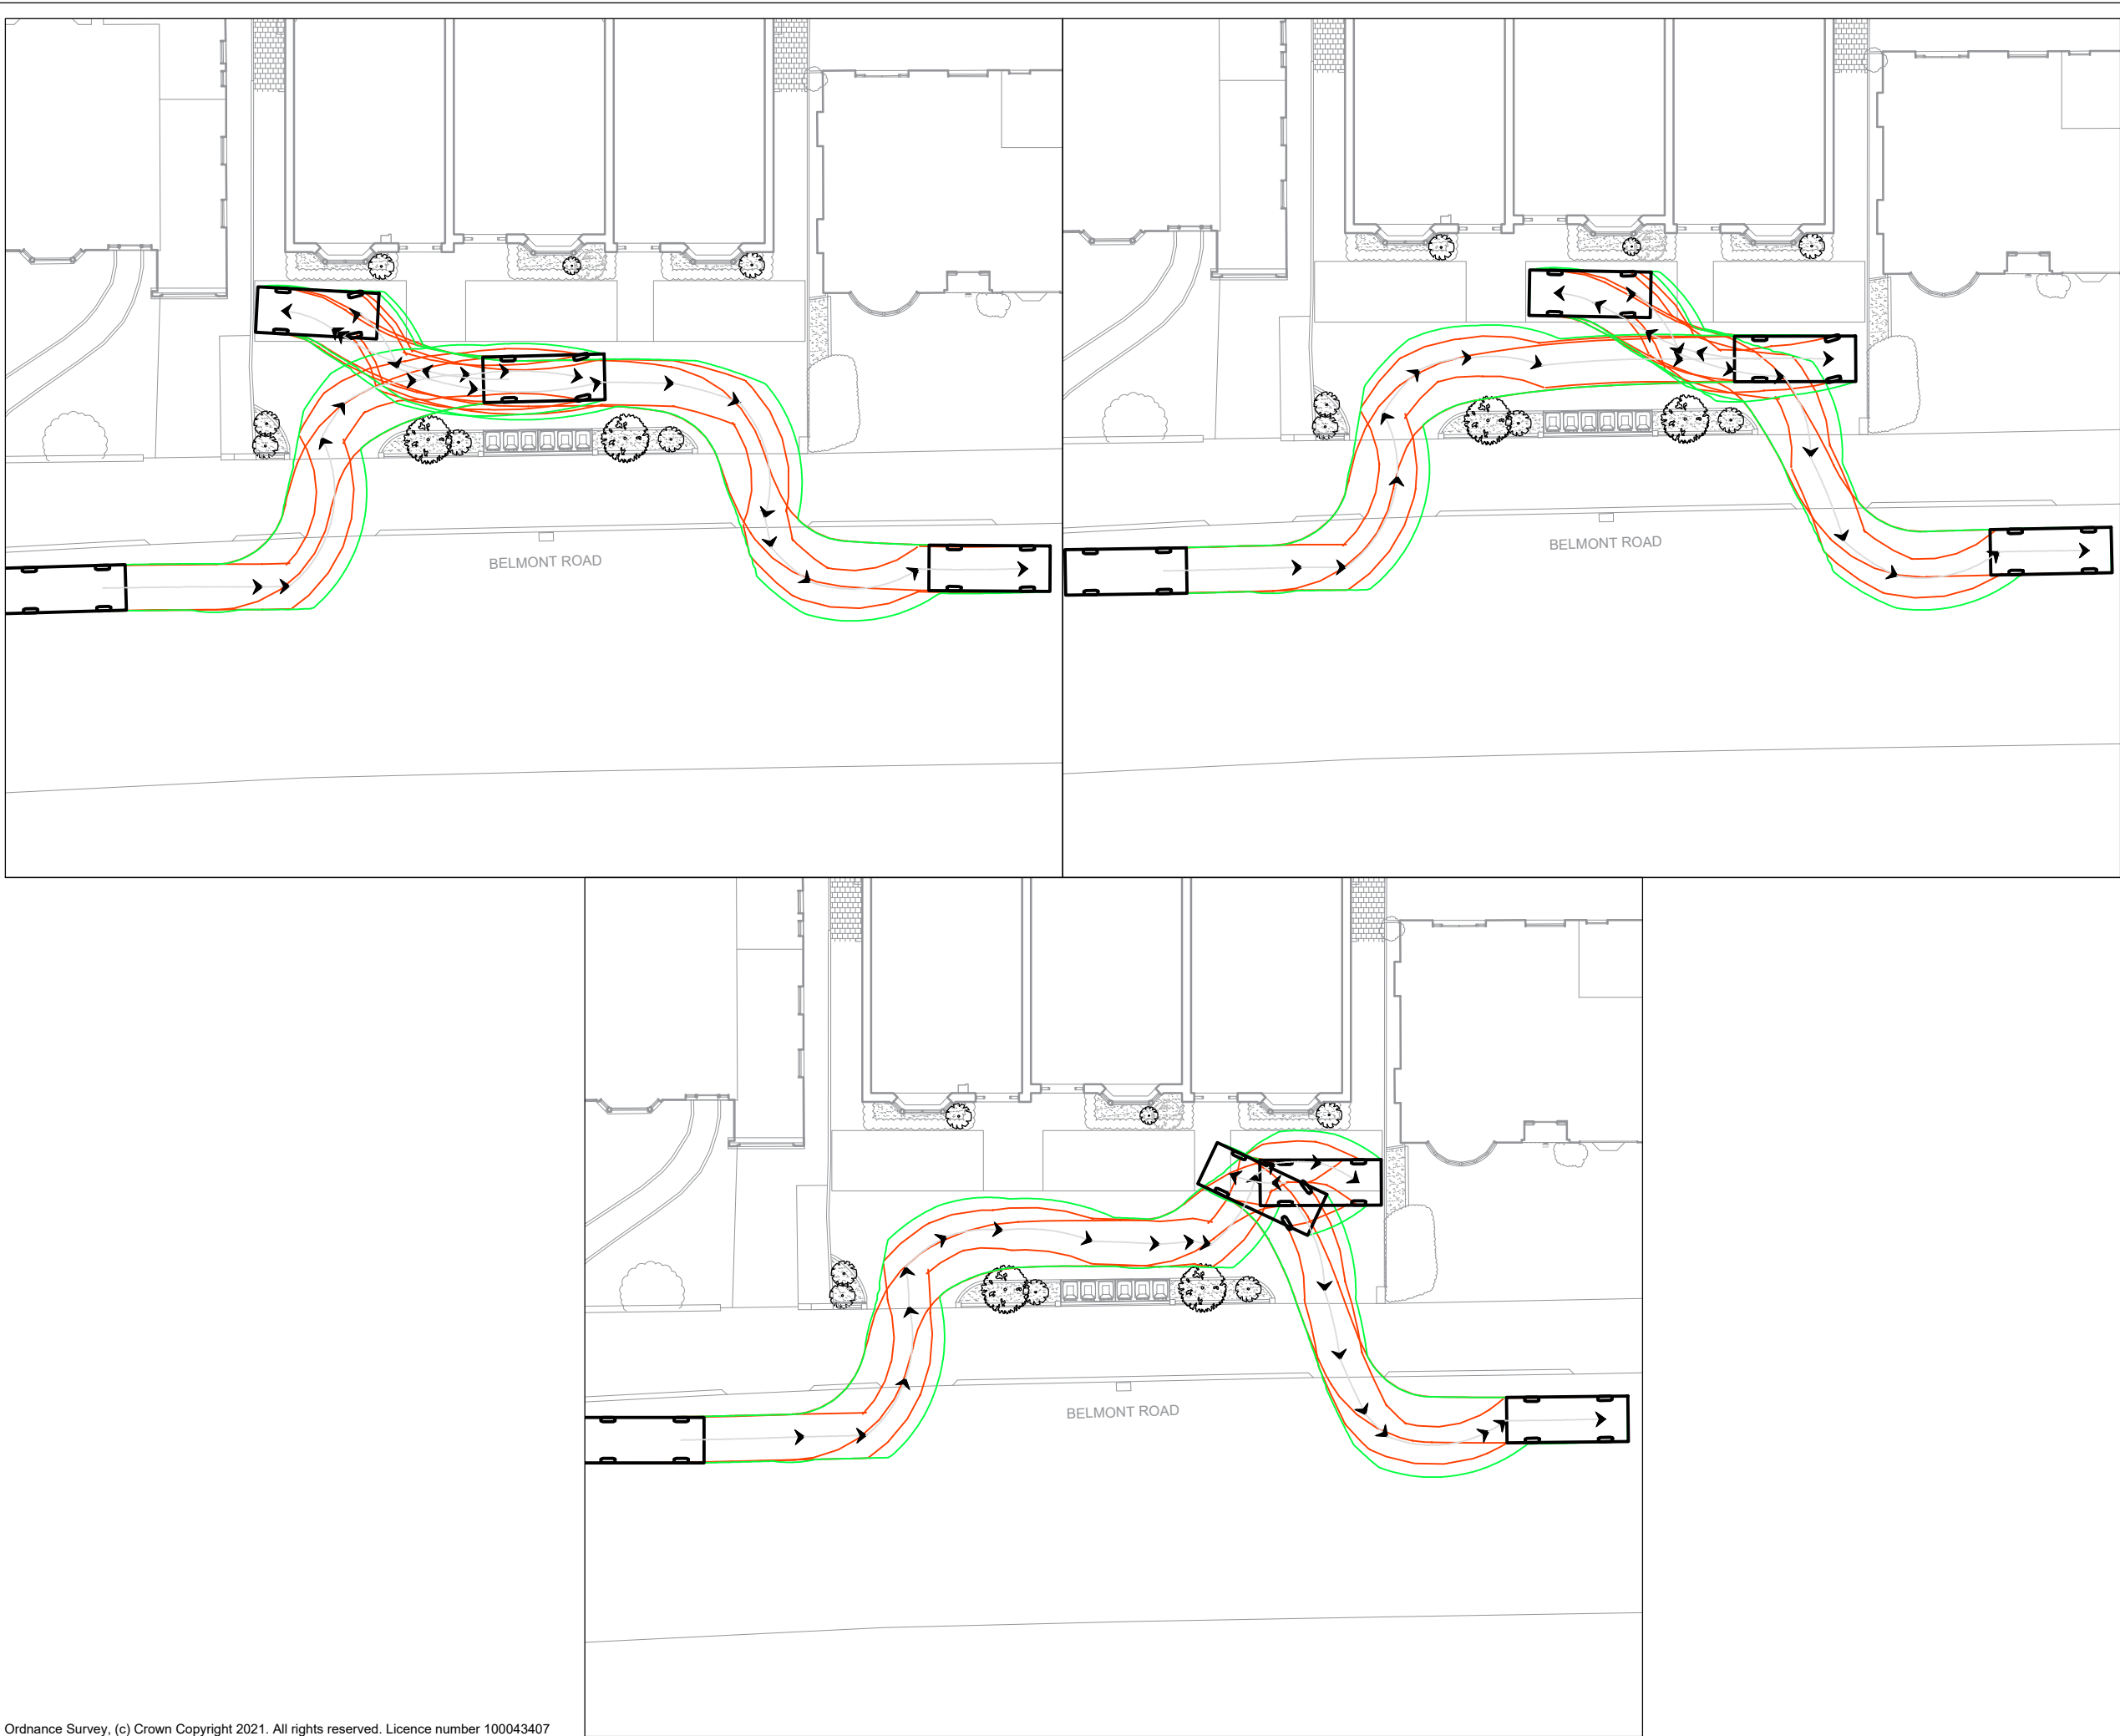 BELMONT ROAD
BELMONT ROAD
BELMONT ROAD
Ordnance Survey, (c) Crown Copyright 2021. All rights reserved. Licence number 100043407